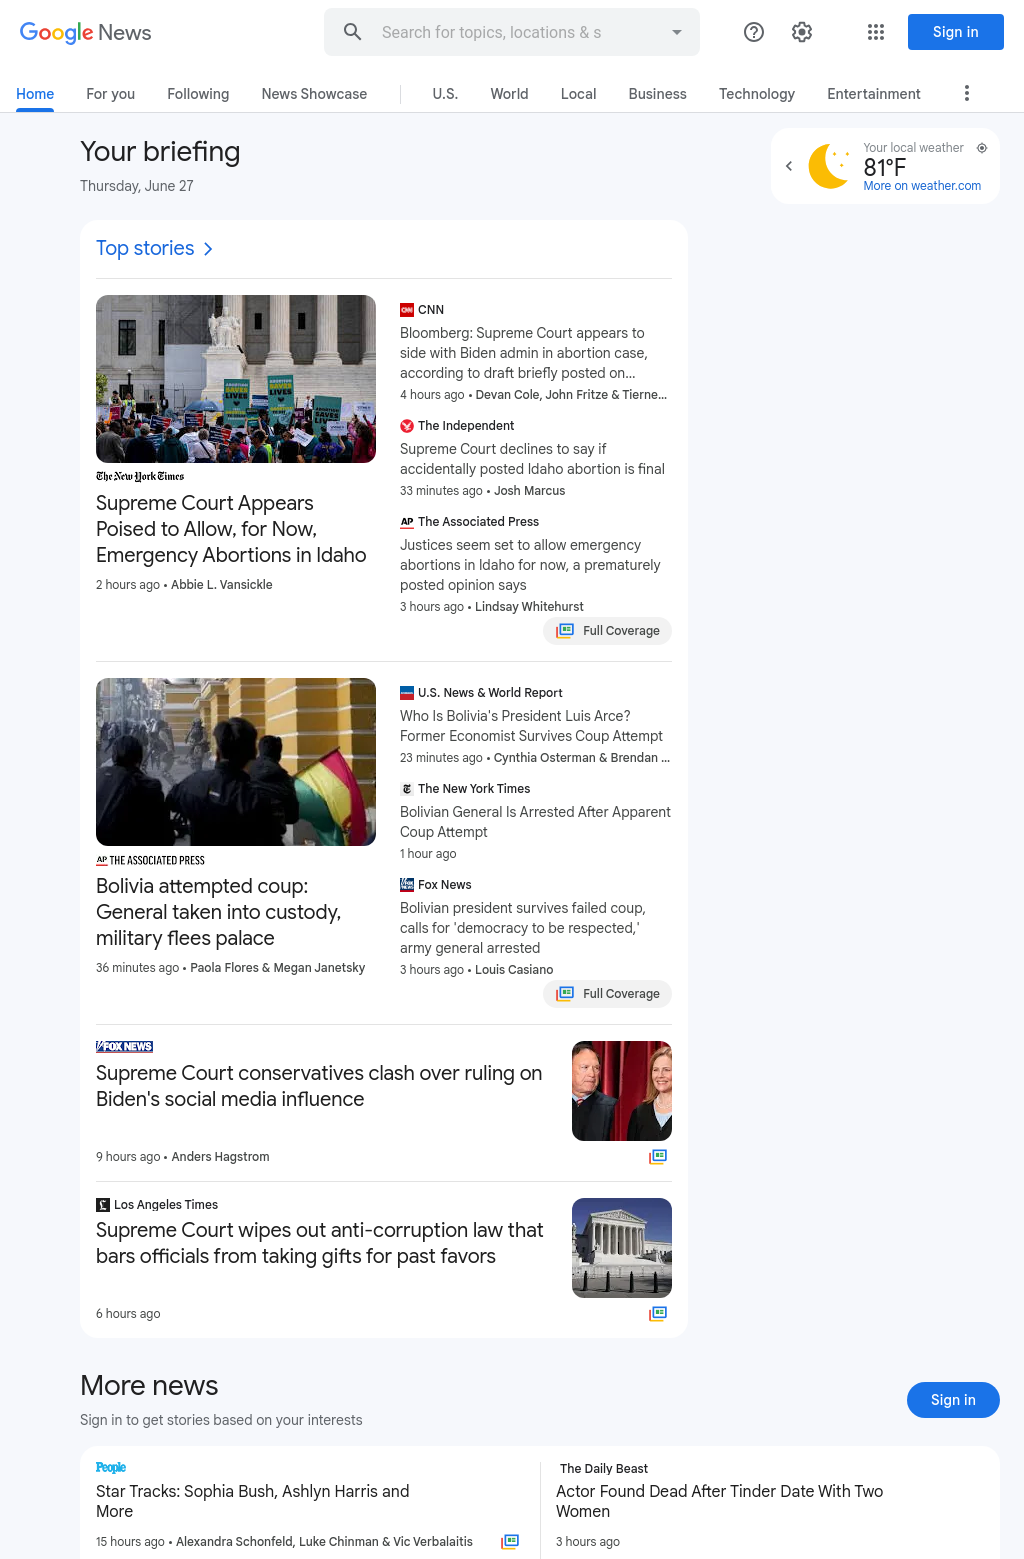 Google News
Search for topics, locations & s
Sign in
Home
For you
Following
News Showcase
U.S.
World
Local
Business
Technology
Entertainment
Your briefing
Thursday, June 27
Your local weather
81°F
More on weather.com
Top stories
The New York Times
Supreme Court Appears
Poised to Allow, for Now,
Emergency Abortions in Idaho
2 hours ago • Abbie L. Vansickle
CNN
Bloomberg: Supreme Court appears to
side with Biden admin in abortion case,
according to draft briefly posted on...
4 hours ago • Devan Cole, John Fritze & Tierne...
The Independent
Supreme Court declines to say if
accidentally posted Idaho abortion is final
33 minutes ago • Josh Marcus
AP The Associated Press
Justices seem set to allow emergency
abortions in Idaho for now, a prematurely
posted opinion says
3 hours ago • Lindsay Whitehurst
Full Coverage
AP THE ASSOCIATED PRESS
Bolivia attempted coup:
General taken into custody,
military flees palace
36 minutes ago • Paola Flores & Megan Janetsky
U.S. News & World Report
Who Is Bolivia's President Luis Arce?
Former Economist Survives Coup Attempt
23 minutes ago • Cynthia Osterman & Brendan ...
The New York Times
Bolivian General Is Arrested After Apparent
Coup Attempt
1 hour ago
Fox News
Bolivian president survives failed coup,
calls for 'democracy to be respected,'
army general arrested
3 hours ago • Louis Casiano
Full Coverage
FOX NEWS
Supreme Court conservatives clash over ruling on
Biden's social media influence
9 hours ago • Anders Hagstrom
Los Angeles Times
Supreme Court wipes out anti-corruption law that
bars officials from taking gifts for past favors
6 hours ago
More news
Sign in to get stories based on your interests
Sign in
People
Star Tracks: Sophia Bush, Ashlyn Harris and
More
15 hours ago • Alexandra Schonfeld, Luke Chinman & Vic Verbalaitis
The Daily Beast
Actor Found Dead After Tinder Date With Two
Women
3 hours ago